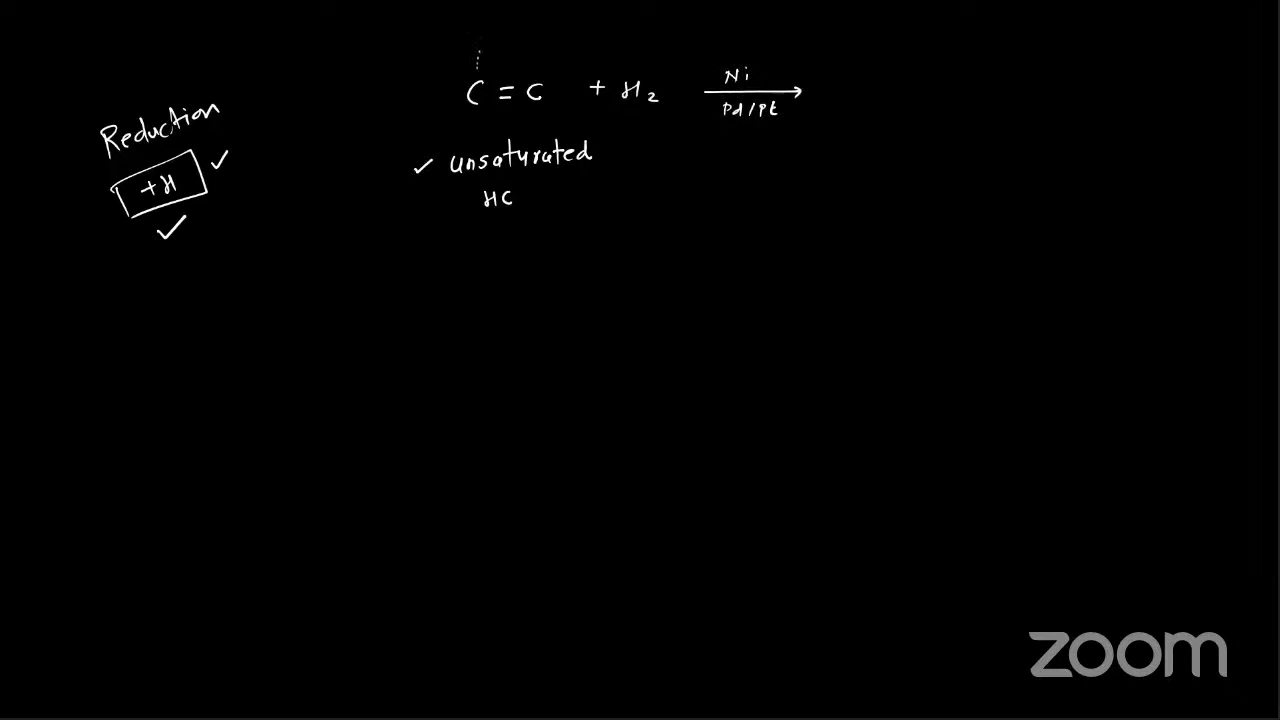 C = C + H2 Ni
Pd/Pt
Reduction
+H
unsaturated
HC
zoom